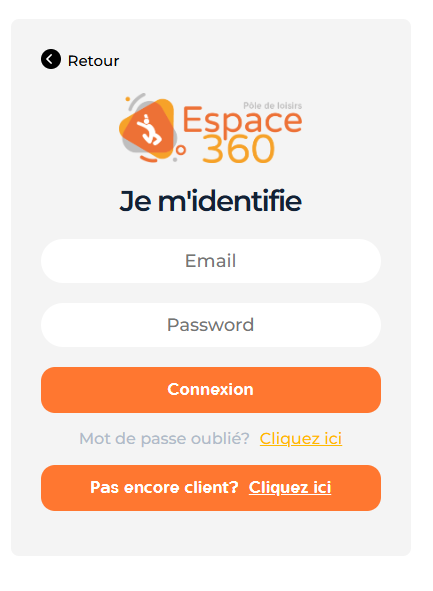 Retour
Pôle de loisirs
Espace
360
Je m'identifie
Email
Password
Connexion
Mot de passe oublié? Cliquez ici
Pas encore client? Cliquez ici